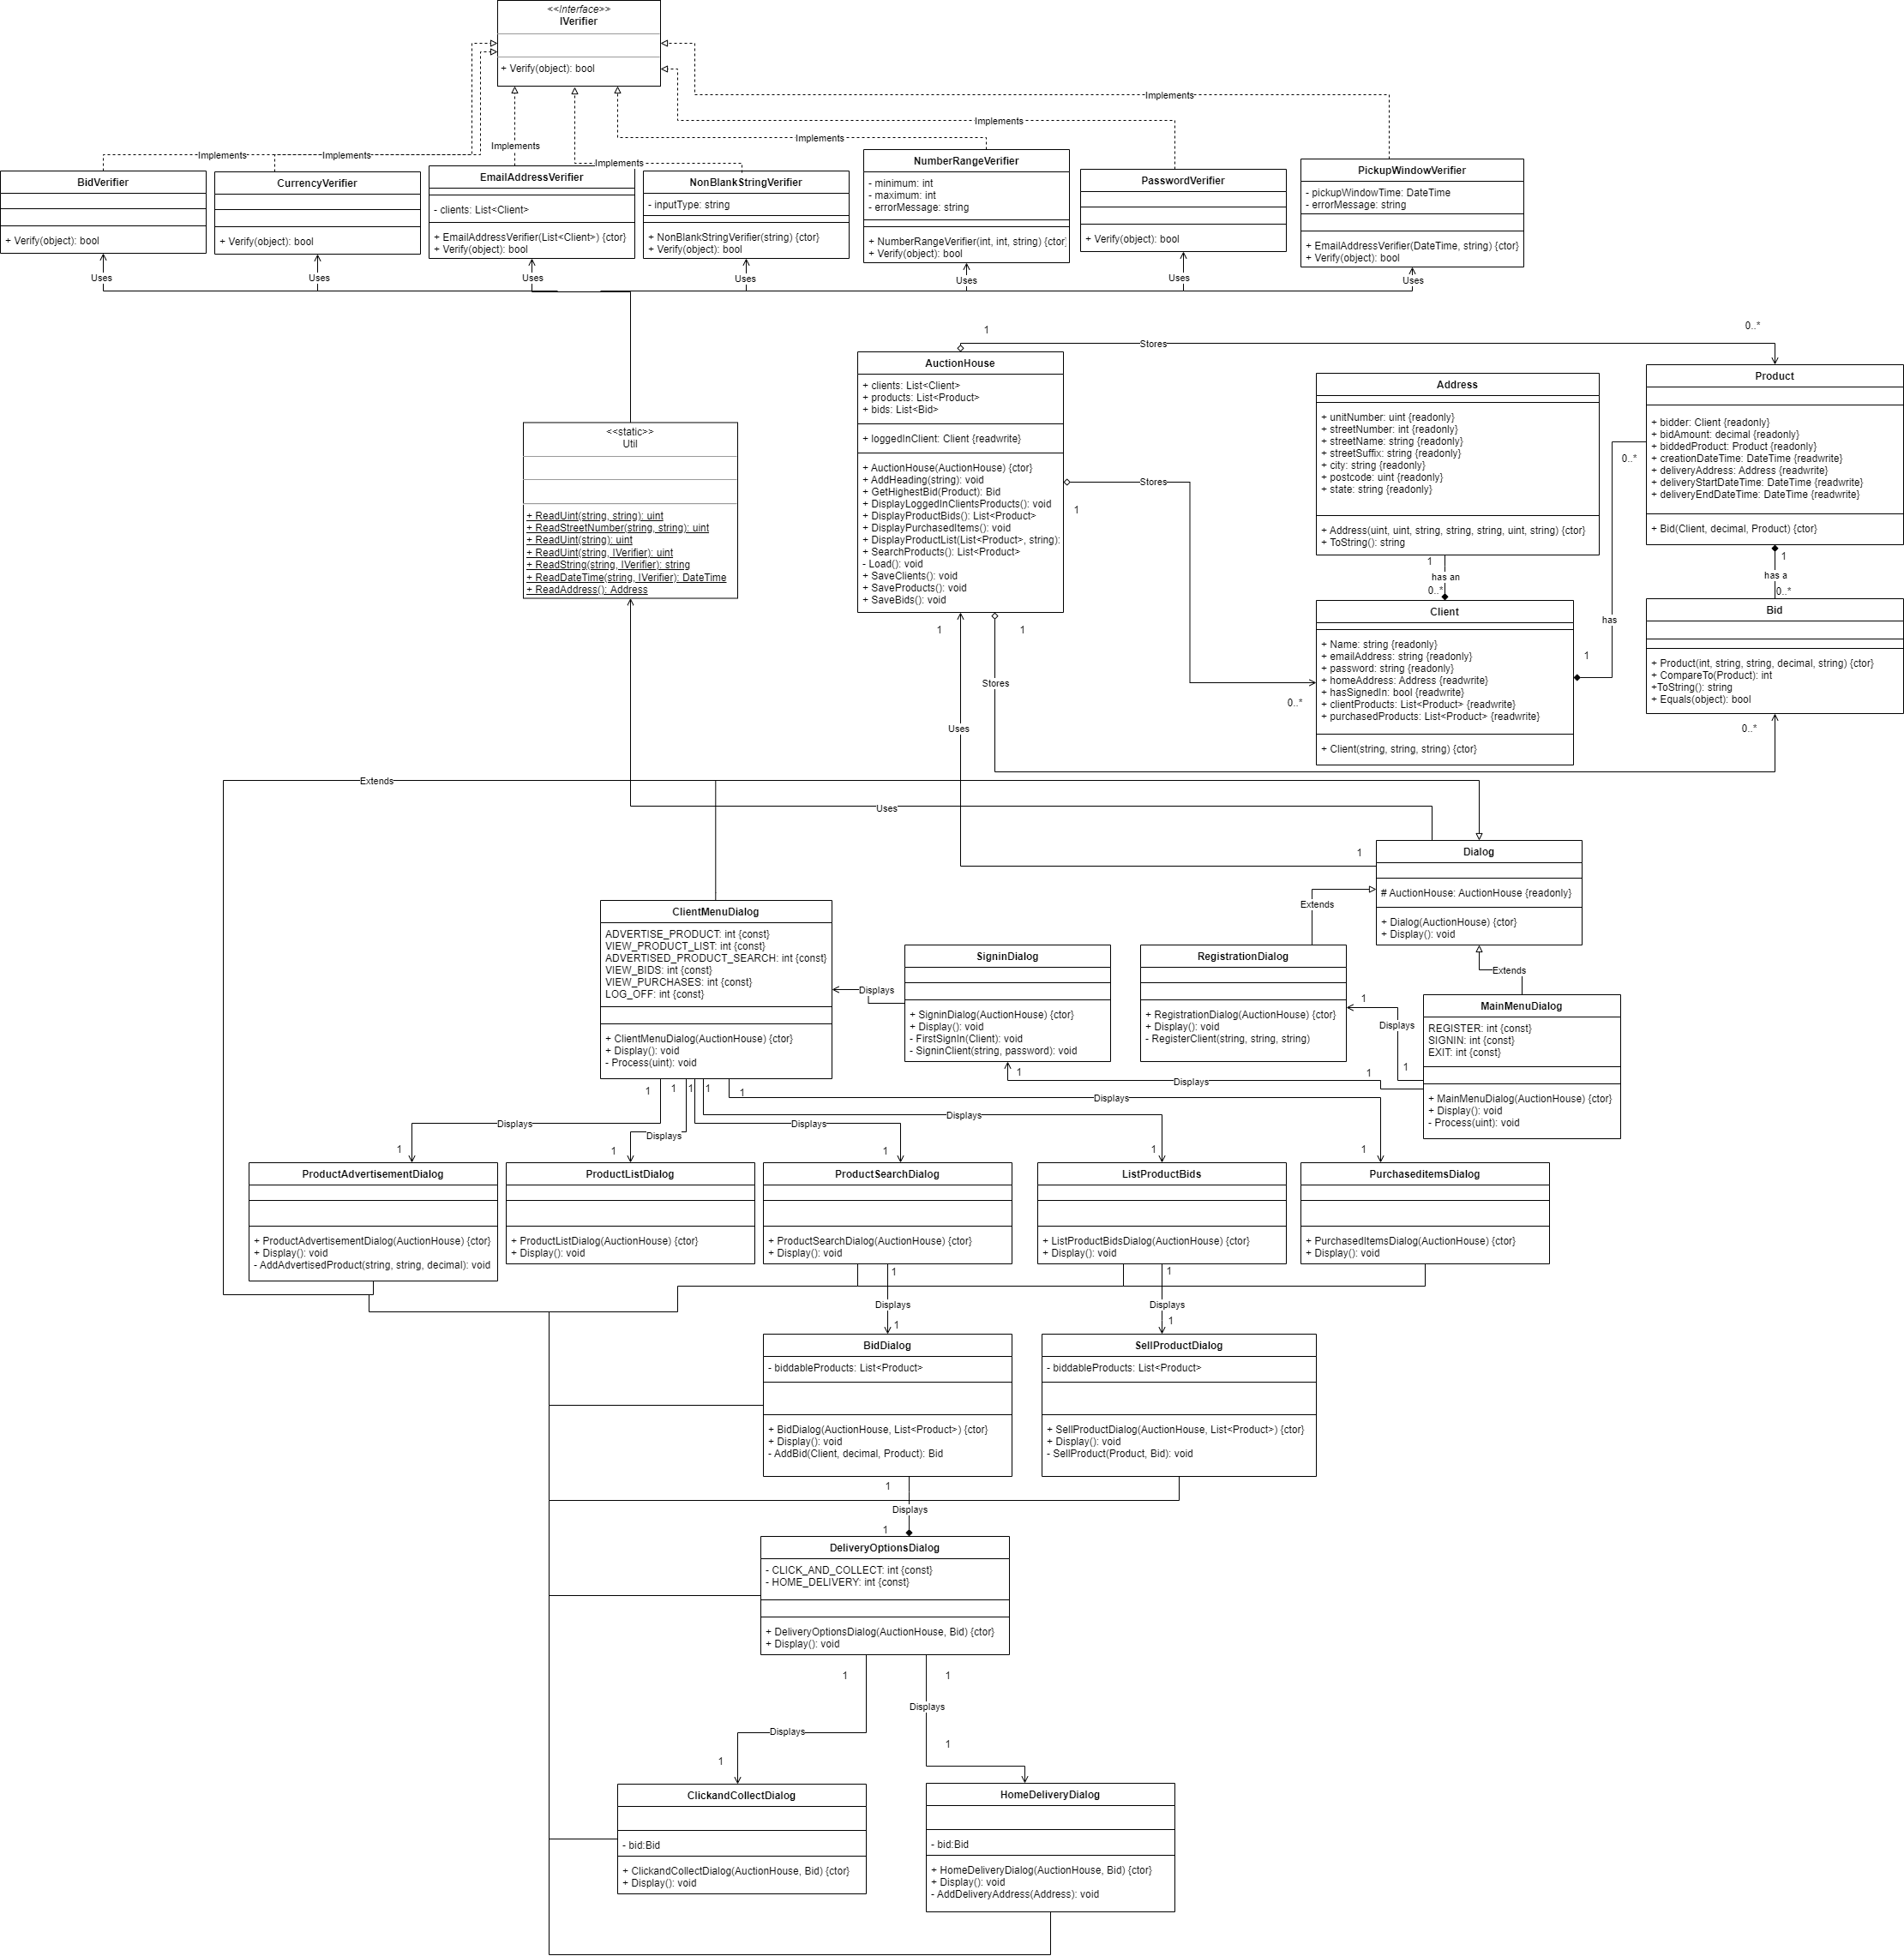 <<Interface>>
IVerifier
+ Verify(object): bool
Implements
Implements
Implements
Implements
Implements
Implements
Implements
BidVerifier
+ Verify(object): bool
CurrencyVerifier
+ Verify(object): bool
EmailAddressVerifier
- clients: List<Client>
+ EmailAddressVerifier(List<Client>) {ctor}
+ Verify(object): bool
NonBlankStringVerifier
- inputType: string
+ NonBlankStringVerifier(string) {ctor}
+ Verify(object): bool
NumberRangeVerifier
- minimum: int
- maximum: int
- errorMessage: string
+ NumberRangeVerifier(int, int, string) {ctor}
+ Verify(object): bool
PasswordVerifier
+ Verify(object): bool
PickupWindowVerifier
- pickupWindowTime: DateTime
- errorMessage: string
+ EmailAddressVerifier(DateTime, string) {ctor}
+ Verify(object): bool
Uses
Uses
Uses
Uses
Uses
Uses
Uses
1
Stores
0..*
AuctionHouse
+ clients: List<Client>
+ products: List<Product>
+ bids: List<Bid>
+ loggedInClient: Client {readwrite}
+ AuctionHouse(AuctionHouse) {ctor}
+ AddHeading(string): void
+ GetHighestBid(Product): Bid
+ DisplayLoggedInClientsProducts(): void
+ DisplayProductBids(): List<Product>
+ DisplayPurchasedItems(): void
+ DisplayProductList(List<Product>, string):
+ SearchProducts(): List<Product>
- Load(): void
+ SaveClients(): void
+ SaveProducts(): void
+ SaveBids(): void
Stores
1
0..*
1
1
Stores
Uses
<<static>>
Util
+ ReadUint(string, string): uint
+ ReadStreetNumber(string, string): uint
+ ReadUint(string): uint
+ ReadUint(string, IVerifier): uint
+ ReadString(string, IVerifier): string
+ ReadDateTime(string, IVerifier): DateTime
+ ReadAddress(): Address
Address
+ unitNumber: uint {readonly}
+ streetNumber: int {readonly}
+ streetName: string {readonly}
+ streetSuffix: string {readonly}
+ city: string {readonly}
+ postcode: uint {readonly}
+ state: string {readonly}
+ Address(uint, uint, string, string, string, uint, string) {ctor}
+ ToString(): string
1
has an
0..*
Client
+ Name: string {readonly}
+ emailAddress: string {readonly}
+ password: string {readonly}
+ homeAddress: Address {readwrite}
+ hasSignedIn: bool {readwrite}
+ clientProducts: List<Product> {readwrite}
+ purchasedProducts: List<Product> {readwrite}
+ Client(string, string, string) {ctor}
0..*
has
1
Product
+ bidder: Client {readonly}
+ bidAmount: decimal {readonly}
+ biddedProduct: Product {readonly}
+ creationDateTime: DateTime {readwrite}
+ deliveryAddress: Address {readwrite}
+ deliveryStartDateTime: DateTime {readwrite}
+ deliveryEndDateTime: DateTime {readwrite}
+ Bid(Client, decimal, Product) {ctor}
1
has a
0..*
Bid
+ Product(int, string, string, decimal, string) {ctor}
+ CompareTo(Product): int
+ToString(): string
+ Equals(object): bool
0..*
Extends
Uses
1
Dialog
# AuctionHouse: AuctionHouse {readonly}
+ Dialog(AuctionHouse) {ctor}
+ Display(): void
Extends
Extends
ClientMenuDialog
ADVERTISE_PRODUCT: int {const}
VIEW_PRODUCT_LIST: int {const}
ADVERTISED_PRODUCT_SEARCH: int {const}
VIEW_BIDS: int {const}
VIEW_PURCHASES: int {const}
LOG_OFF: int {const}
+ ClientMenuDialog(AuctionHouse) {ctor}
+ Display(): void
- Process(uint): void
Displays
SigninDialog
+ SigninDialog(AuctionHouse) {ctor}
+ Display(): void
- FirstSignIn(Client): void
- SigninClient(string, password): void
RegistrationDialog
+ RegistrationDialog(AuctionHouse) {ctor}
+ Display(): void
- RegisterClient(string, string, string)
MainMenuDialog
REGISTER: int {const}
SIGNIN: int {const}
EXIT: int {const}
+ MainMenuDialog(AuctionHouse) {ctor}
+ Display(): void
- Process(uint): void
1
Displays
1
1
Displays
1
1
1
1
1
1
Displays
Displays
Displays
Displays
Displays
1
1
1
1
1
ProductAdvertisementDialog
+ ProductAdvertisementDialog(AuctionHouse) {ctor}
+ Display(): void
- AddAdvertisedProduct(string, string, decimal): void
ProductListDialog
+ ProductListDialog(AuctionHouse) {ctor}
+ Display(): void
ProductSearchDialog
+ ProductSearchDialog(AuctionHouse) {ctor}
+ Display(): void
ListProductBids
+ ListProductBidsDialog(AuctionHouse) {ctor}
+ Display(): void
PurchaseditemsDialog
+ PurchasedItemsDialog(AuctionHouse) {ctor}
+ Display(): void
1
Displays
1
1
Displays
1
BidDialog
- biddableProducts: List<Product>
+ BidDialog(AuctionHouse, List<Product>) {ctor}
+ Display(): void
- AddBid(Client, decimal, Product): Bid
SellProductDialog
- biddableProducts: List<Product>
+ SellProductDialog(AuctionHouse, List<Product>) {ctor}
+ Display(): void
- SellProduct(Product, Bid): void
1
Displays
1
DeliveryOptionsDialog
- CLICK_AND_COLLECT: int {const}
- HOME_DELIVERY: int {const}
+ DeliveryOptionsDialog(AuctionHouse, Bid) {ctor}
+ Display(): void
1
1
Displays
Displays
1
1
ClickandCollectDialog
- bid:Bid
+ ClickandCollectDialog(AuctionHouse, Bid) {ctor}
+ Display(): void
HomeDeliveryDialog
- bid:Bid
+ HomeDeliveryDialog(AuctionHouse, Bid) {ctor}
+ Display(): void
- AddDeliveryAddress(Address): void